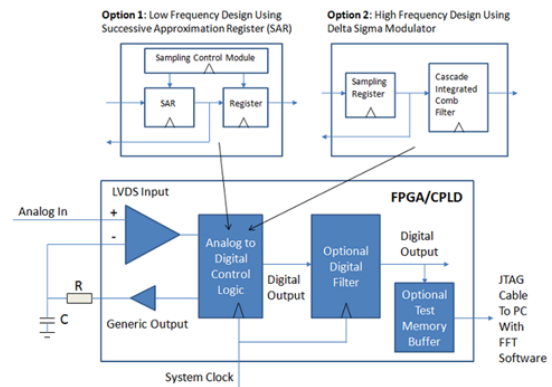 Option 1: Low Frequency Design Using
Successive Approximation Register (SAR)
Option 2: High Frequency Design Using
Delta Sigma Modulator
Sampling Control Module
SAR
Register
Sampling
Register
Cascade
Integrated
Comb
Filter
LVDS Input
FPGA/CPLD
Analog In
+
-
Analog to
Digital
Control
Logic
Digital
Output
Optional
Digital
Filter
Digital
Output
Optional
Test
Memory
Buffer
JTAG
Cable
To PC
With
FFT
Software
R
C
Generic Output
System Clock